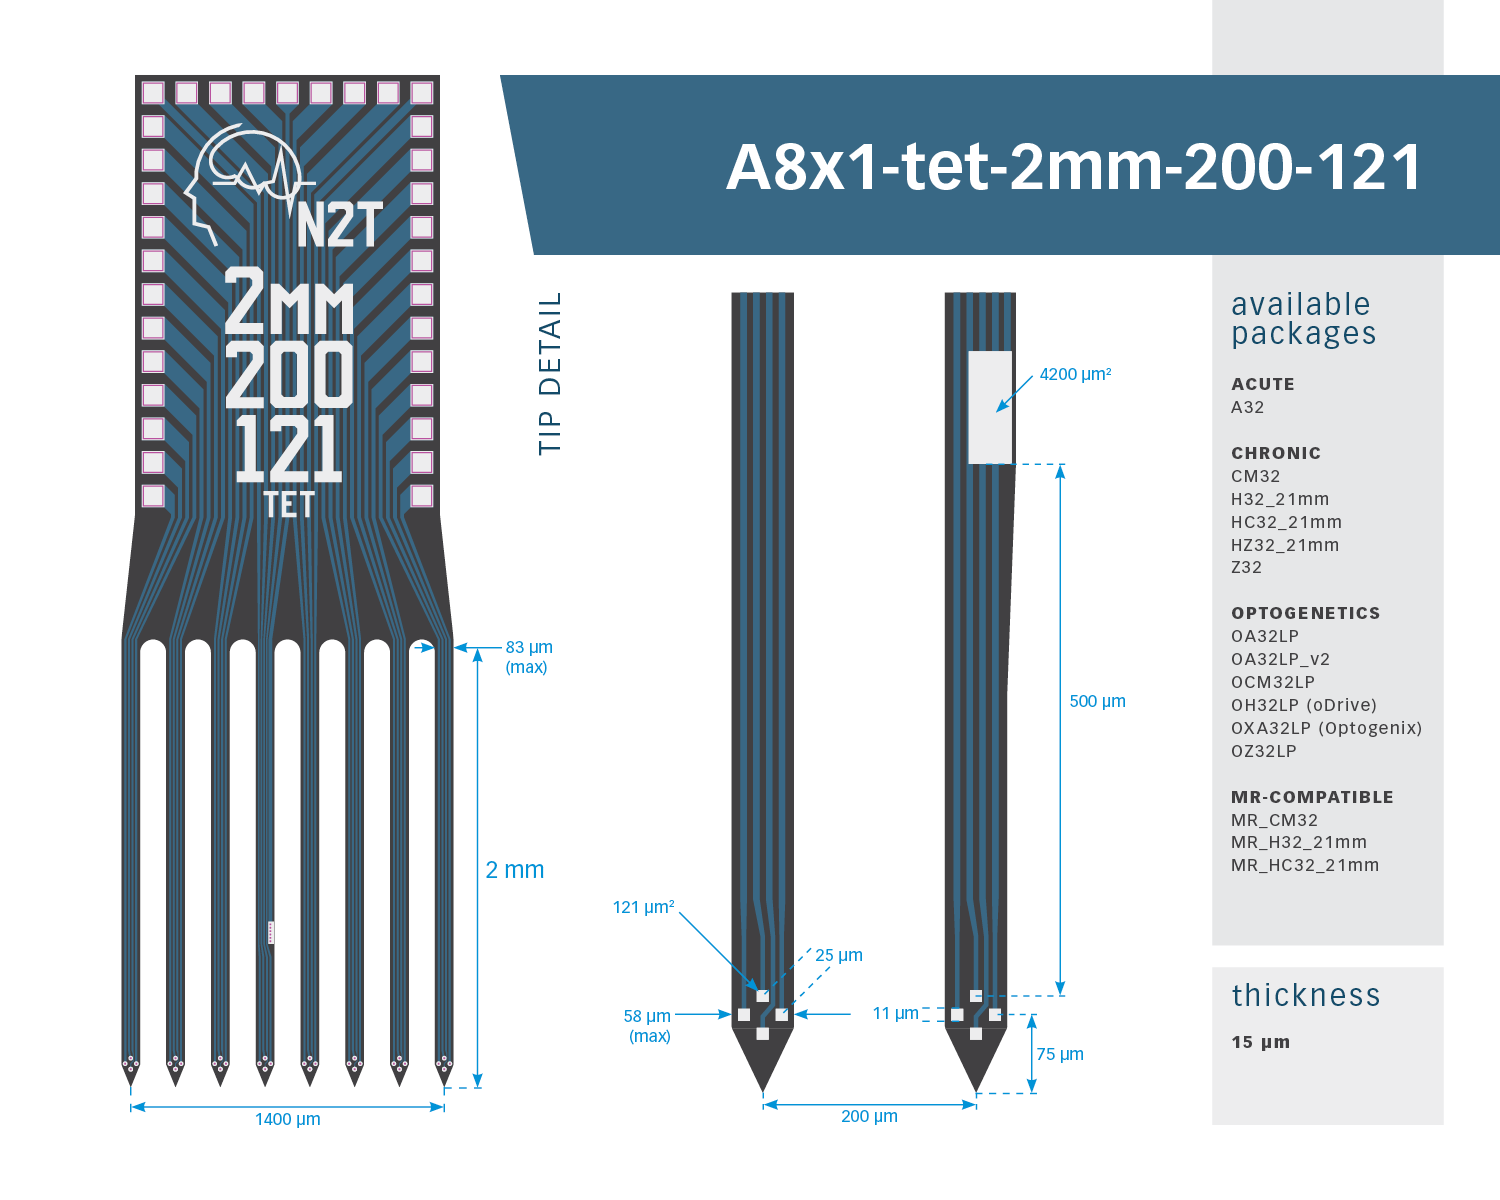 A8x1-tet-2mm-200-121
N2T
2MM
200
121
TET
83 µm
(max)
2 mm
1400 µm
TIP DETAIL
4200 µm²
500 µm
121 µm²
25 µm
58 µm
(max)
11 µm
75 µm
200 µm
available
packages
ACUTE
A32
CHRONIC
CM32
H32_21mm
HC32_21mm
HZ32_21mm
Z32
OPTOGENETICS
OA32LP
OA32LP_v2
OCM32LP
OH32LP (oDrive)
OXA32LP (Optogenix)
OZ32LP
MR-COMPATIBLE
MR_CM32
MR_H32_21mm
MR_HC32_21mm
thickness
15 µm